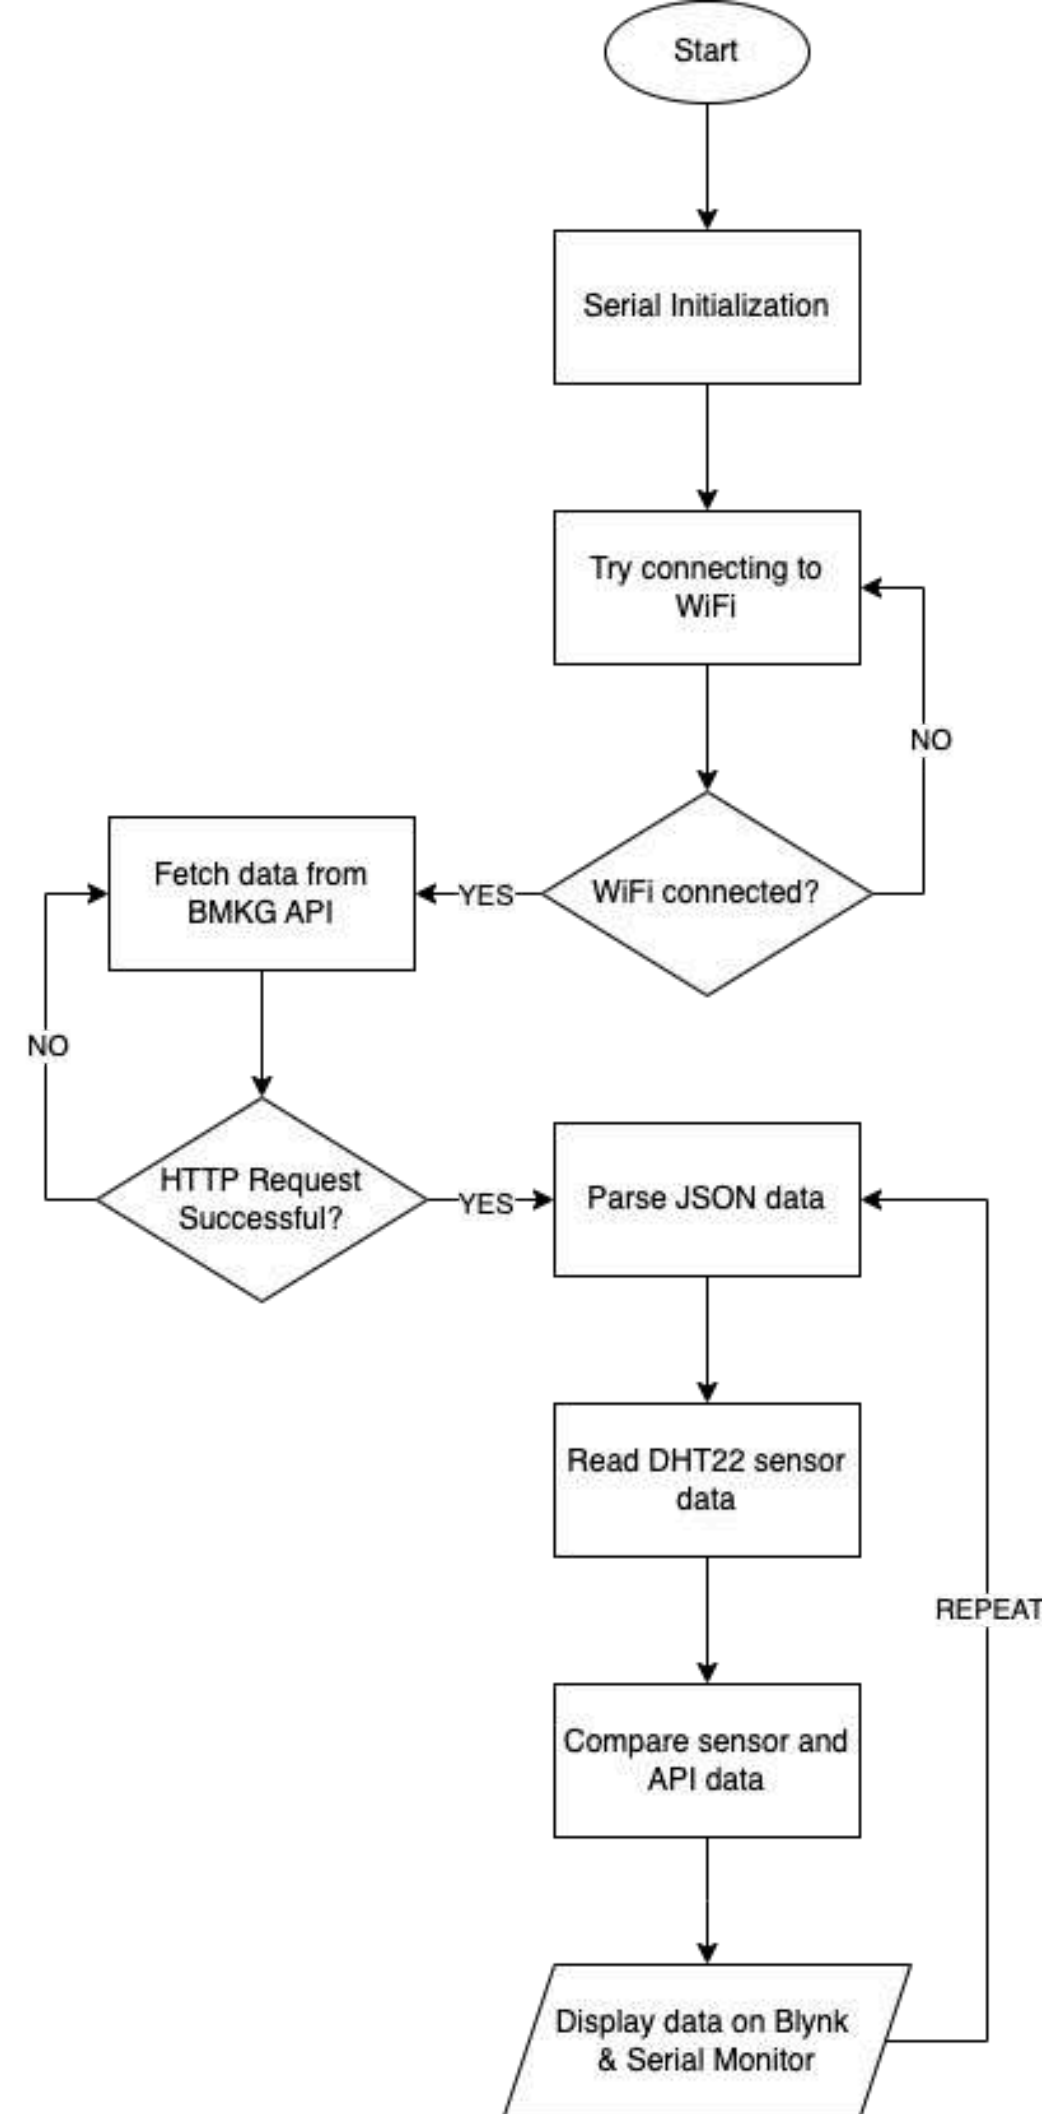 Start
Serial Initialization
Try connecting to
WiFi
NO
WiFi connected?
YES
Fetch data from
BMKG API
NO
HTTP Request
Successful?
YES
Parse JSON data
Read DHT22 sensor
data
REPEAT
Compare sensor and
API data
Display data on Blynk
& Serial Monitor